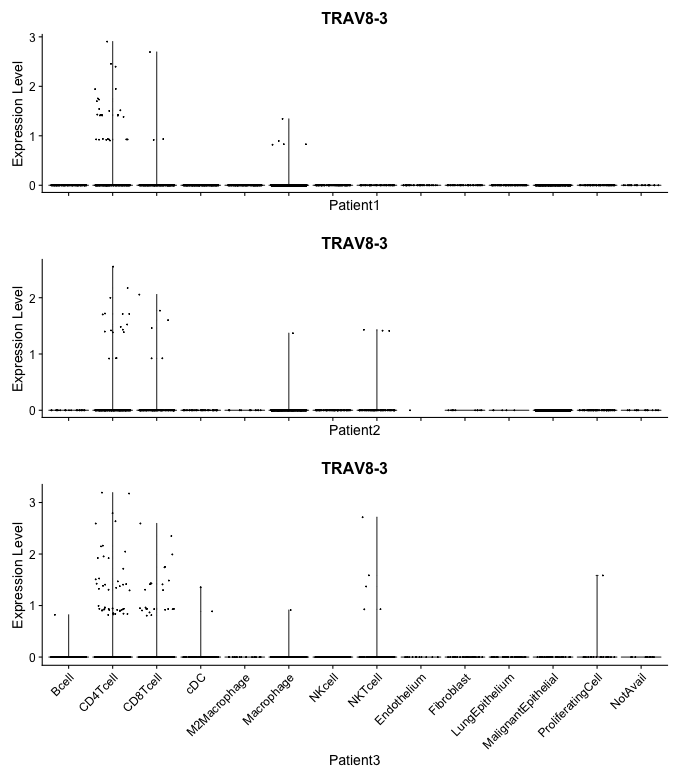 TRAV8-3
Expression Level
3
2
1
0
Patient1
TRAV8-3
Expression Level
2
1
0
Patient2
TRAV8-3
Expression Level
3
2
1
0
Bcell
CD4Tcell
CD8Tcell
cDC
M2Macrophage
Macrophage
NKcell
NKTcell
Endothelium
Fibroblast
LungEpithelium
MalignantEpithelial
ProliferatingCell
NotAvail
Patient3